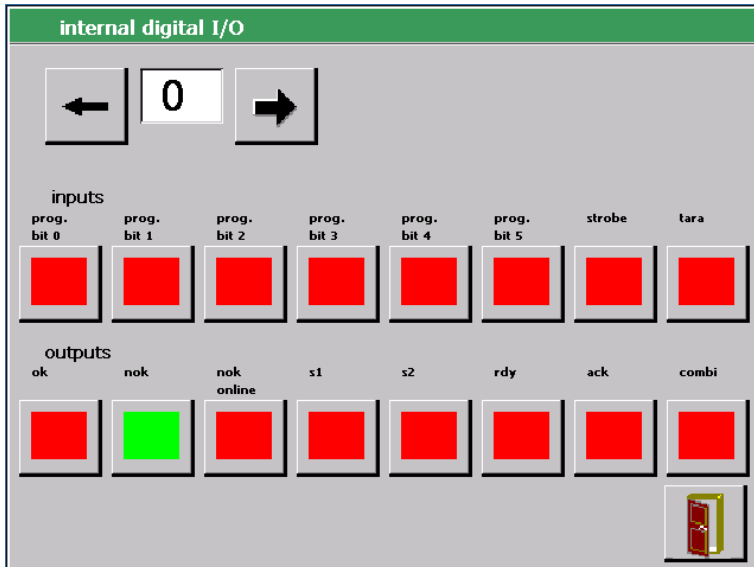 internal digital I/O
0
inputs
prog. bit 0
prog. bit 1
prog. bit 2
prog. bit 3
prog. bit 4
prog. bit 5
strobe
tara
outputs
ok
nok
nok online
s1
s2
rdy
ack
combi